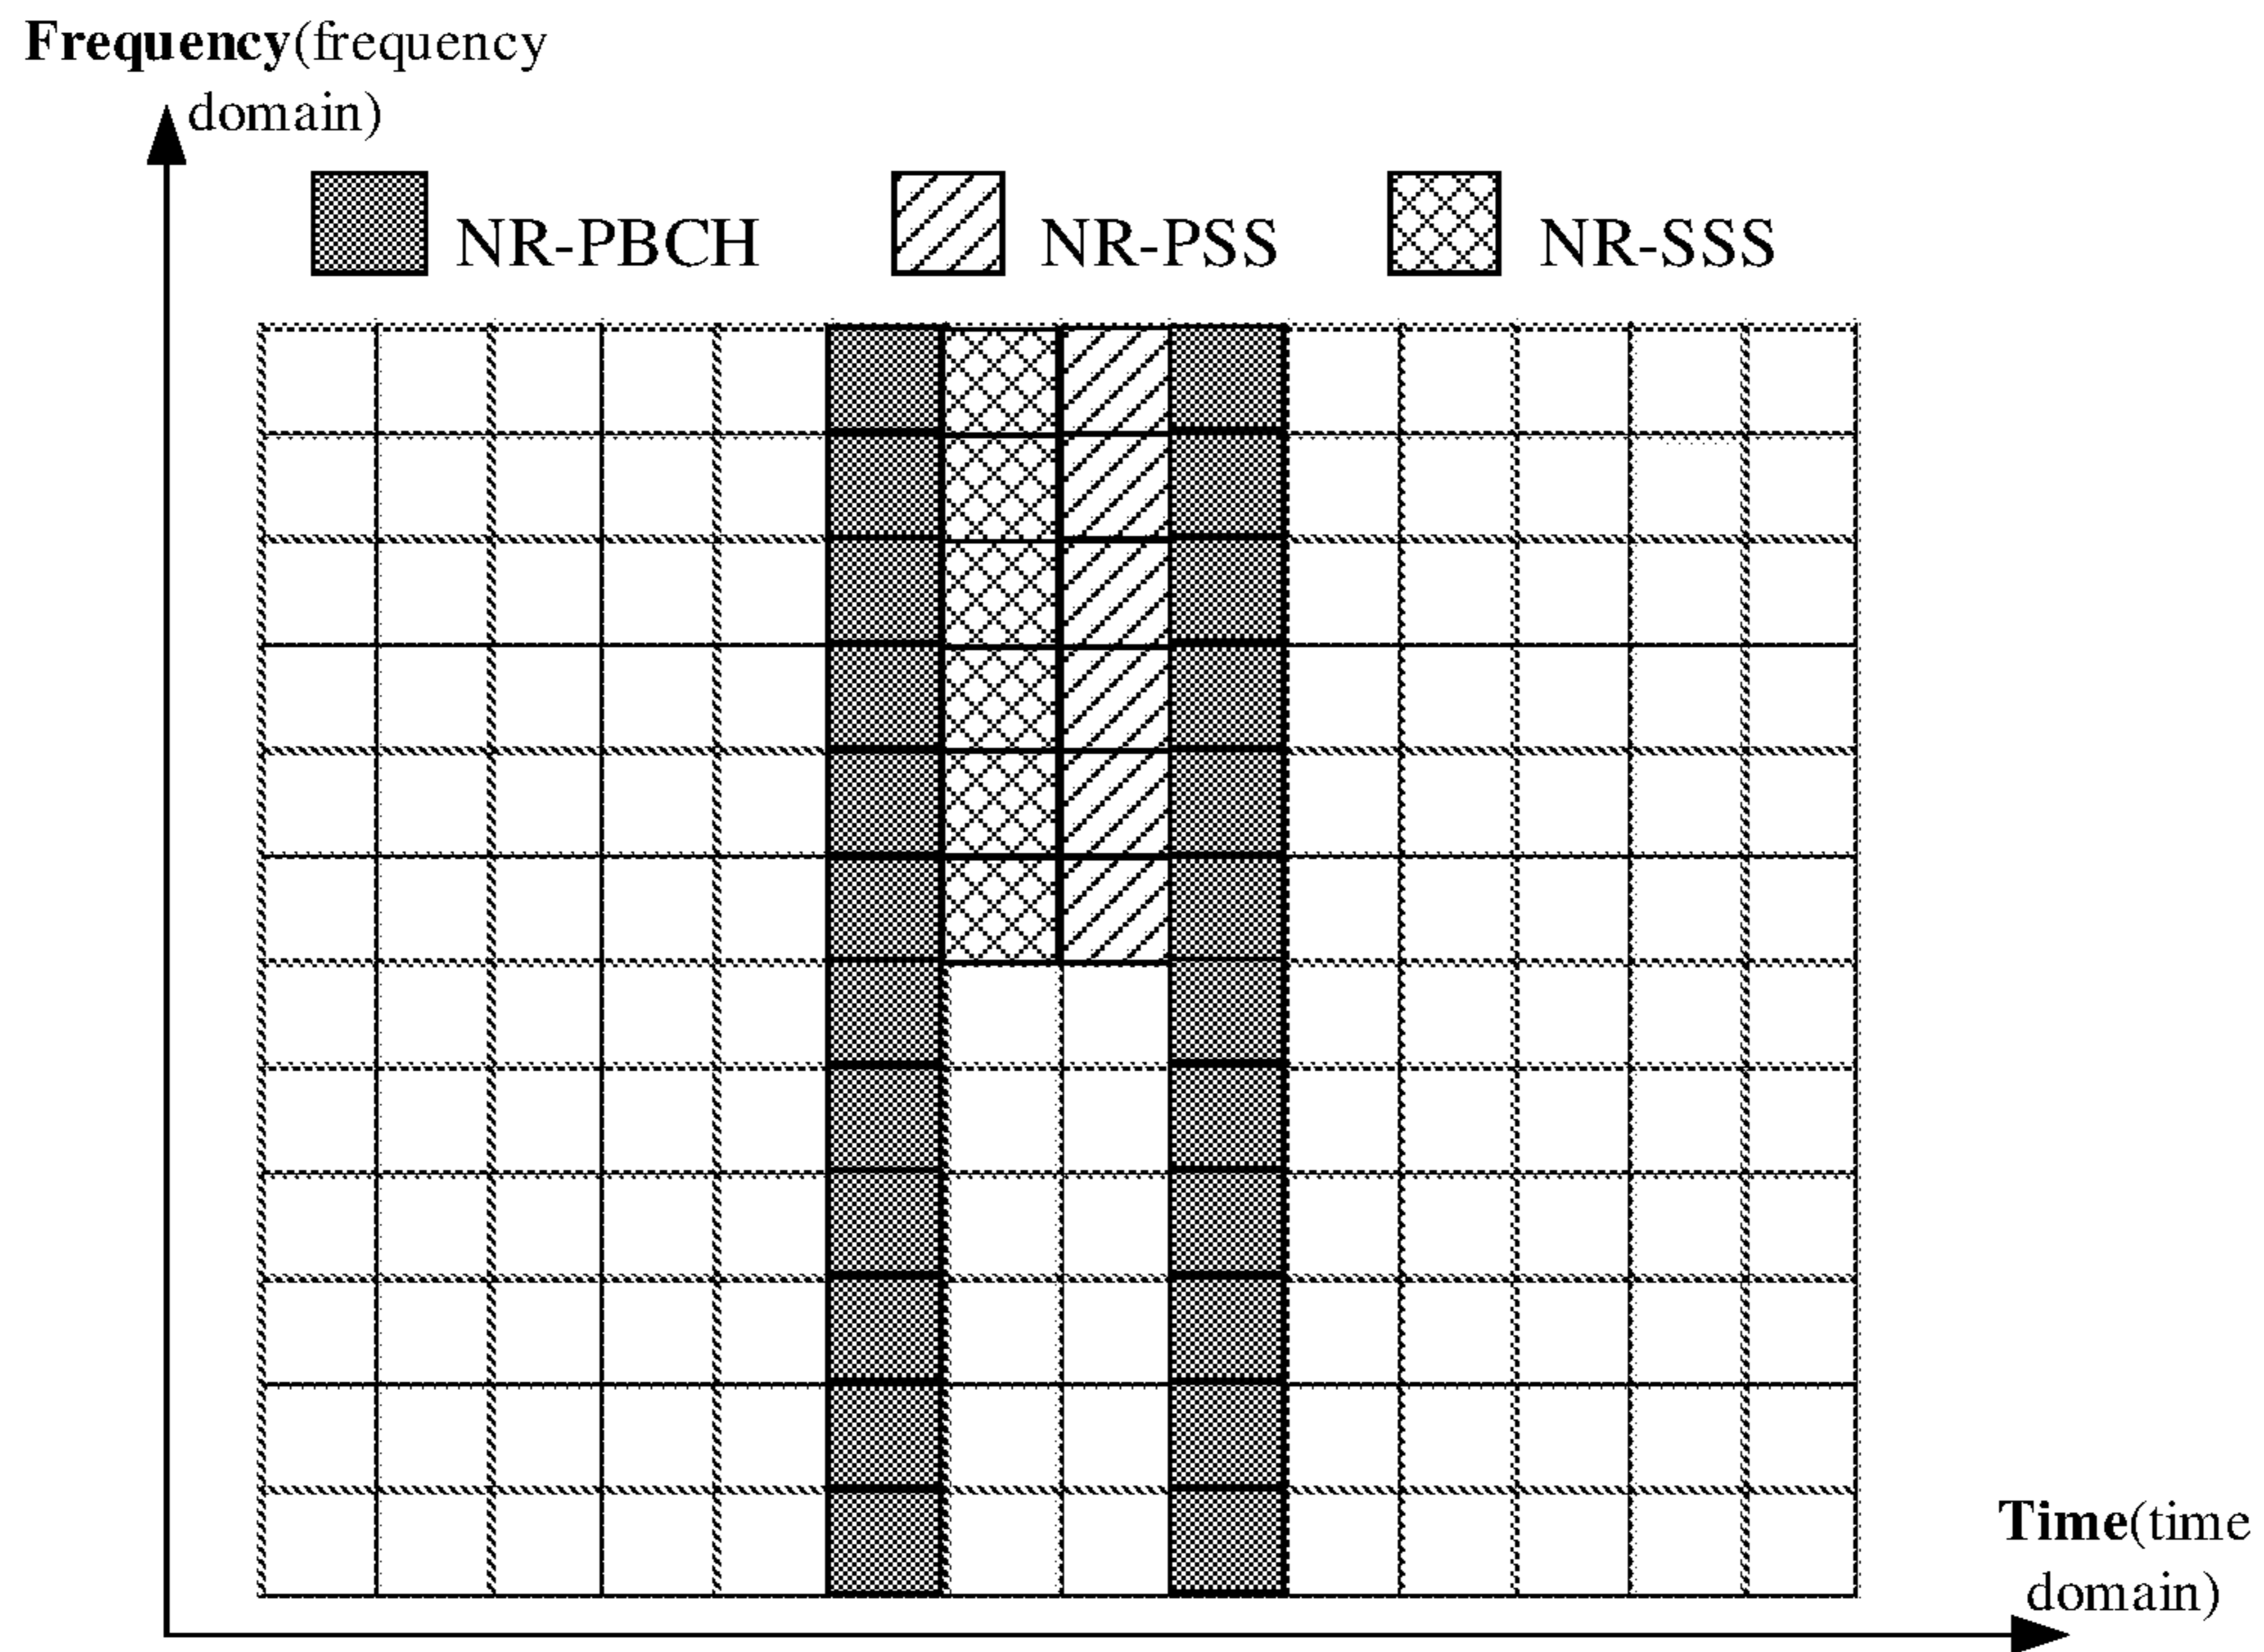 Frequency(frequency
domain)
NR-PBCH NR-PSS NR-SSS
Time(time
domain)